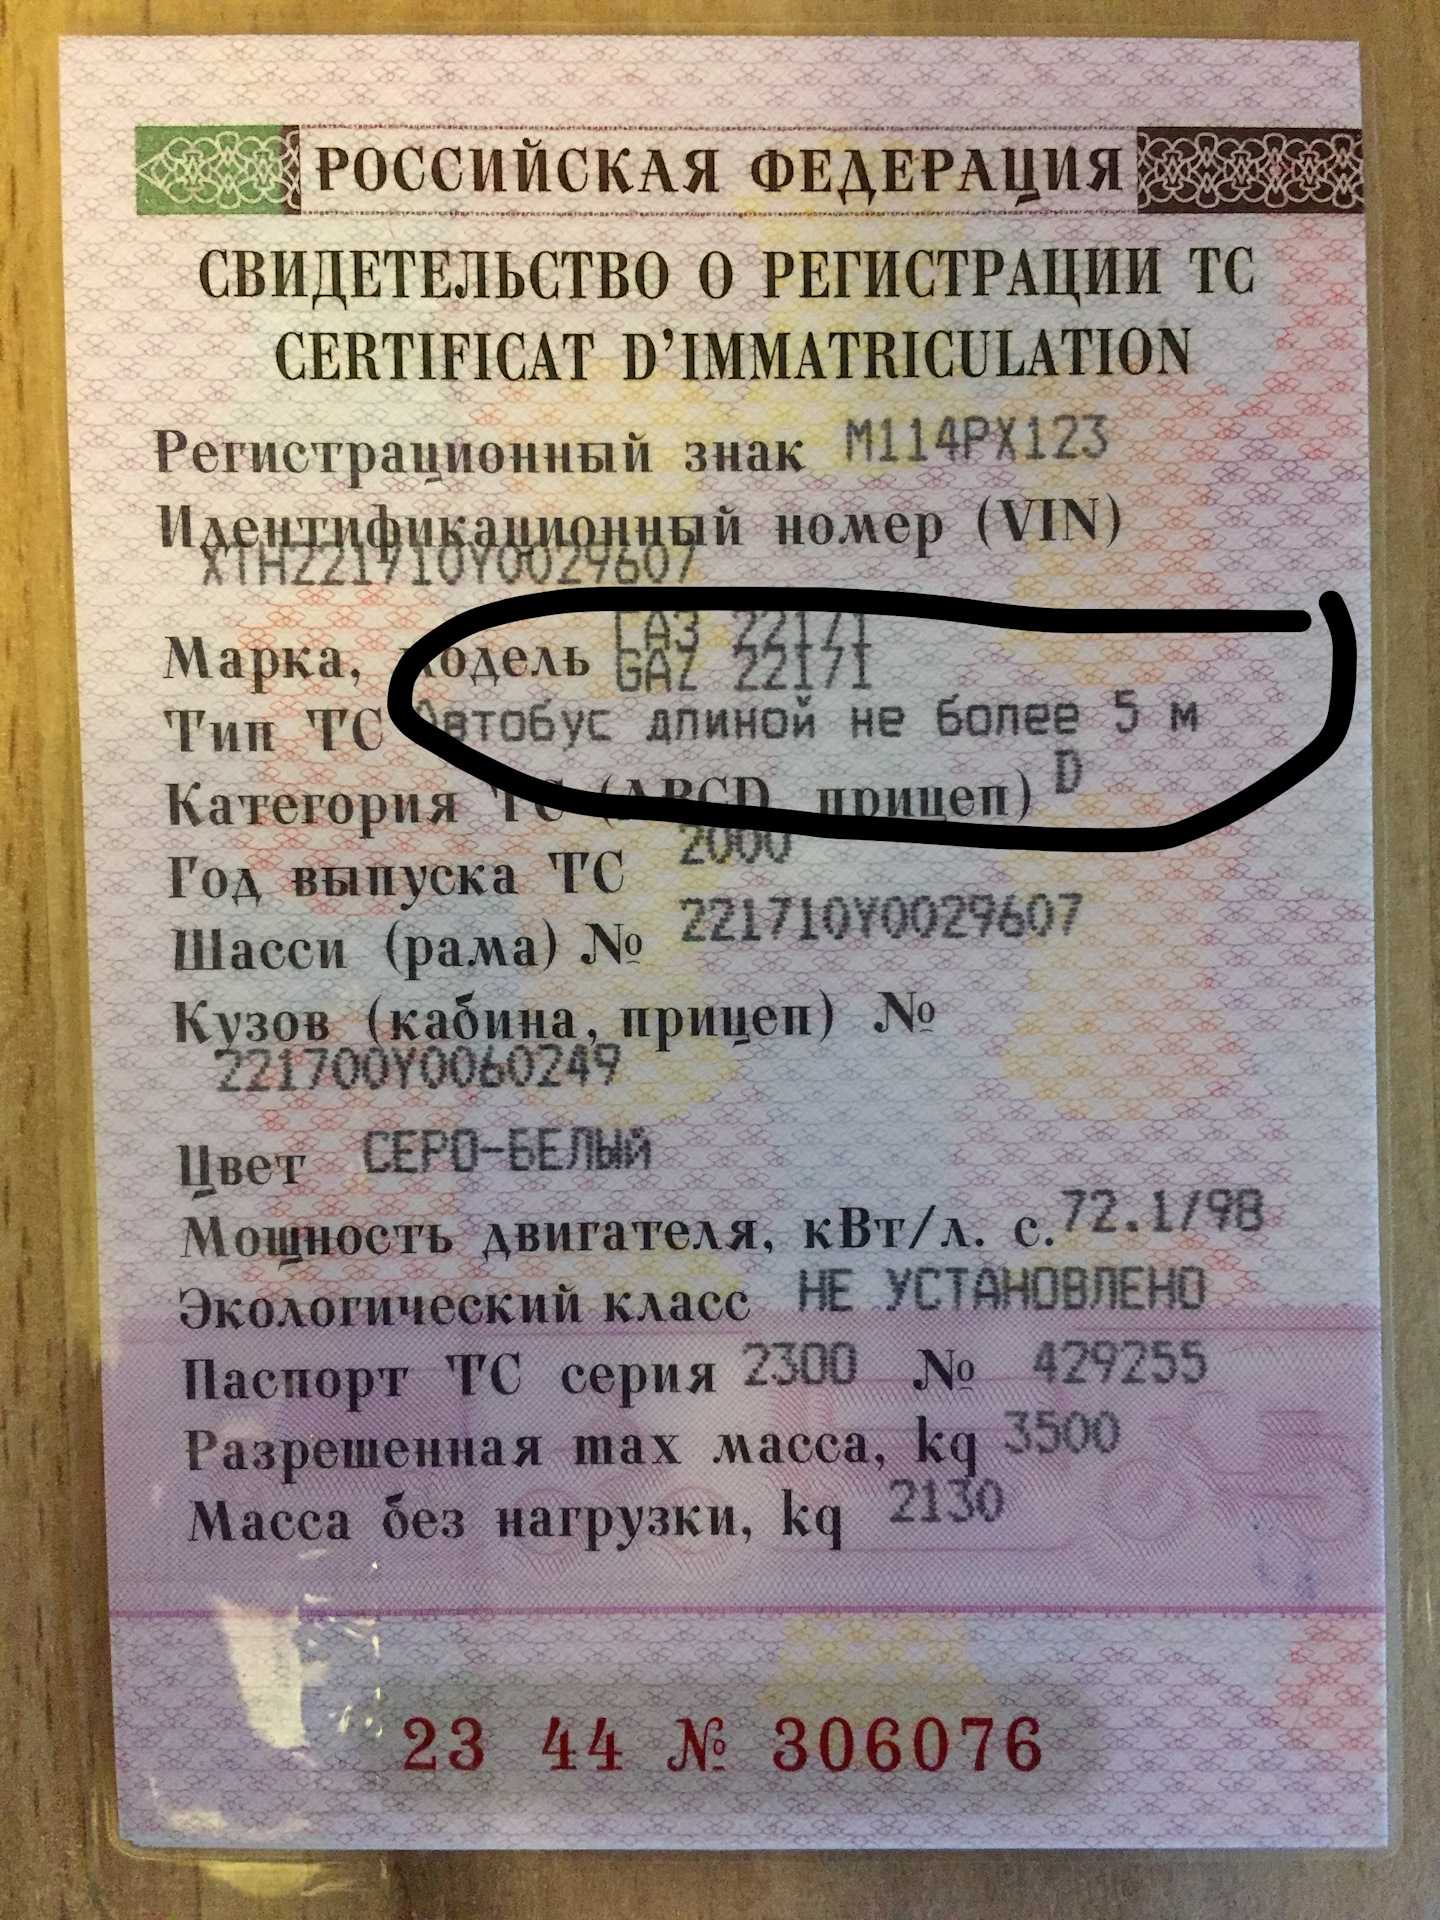 РОССИЙСКАЯ ФЕДЕРАЦИЯ
СВИДЕТЕЛЬСТВО О РЕГИСТРАЦИИ ТС
CERTIFICAT D'IMMATRICULATION
Регистрационный знак М114РХ123
Идентификационный номер (VIN)
XTH221710Y0029607
Марка, модель ГАЗ 22171
GAZ 22171
Тип ТС Автобус длиной не более 5 м
Категория ТС (ABCD, прицеп) D
Год выпуска ТС 2000
Шасси (рама) № 221710Y0029607
Кузов (кабина, прицеп) №
221700Y0060249
Цвет СЕРО-БЕЛЫЙ
Мощность двигателя, кВт/л. с. 72.1/98
Экологический класс НЕ УСТАНОВЛЕНО
Паспорт ТС серия 2300 № 429255
Разрешенная max масса, kg 3500
Масса без нагрузки, kg 2130
23 44 № 306076